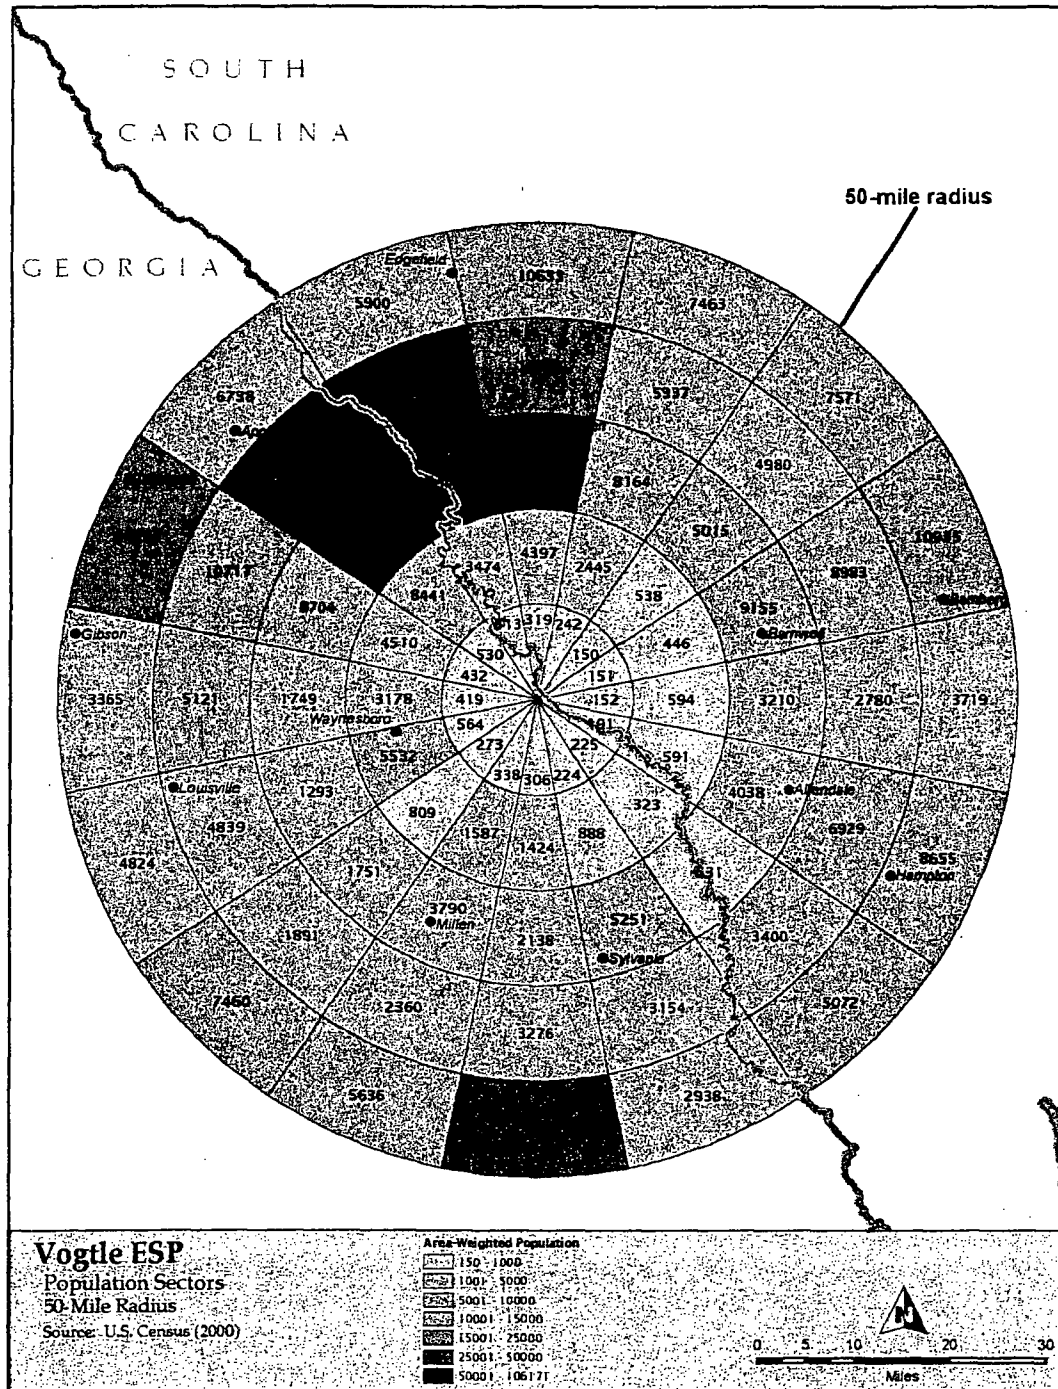 SOUTH
CAROLINA
50-mile radius
GEORGIA
Edgefield
10633
5900
7463
6738
5397
7571
4980
8164
5015
10717
10985
8983
4397
3474
2445
8441
538
8704
9155
Barnwell
Gibson
319
242
446
4510
530
150
432
151
3365
5121
1749
3178
419
152
594
3210
2780
3719
Waynesboro
564
5532
273
225
591
Louisville
1293
338
306
224
4038
Allendale
323
4839
809
6929
4824
1587
888
8655
1424
Hampton
1751
3790
Millen
5251
1891
2138
3400
Sylvania
7460
2360
3154
5072
3276
5636
2938
Vogtle ESP
Population Sectors
50-Mile Radius
Source: U.S. Census (2000)
Area-Weighted Population
150 - 1000
1001 - 5000
5001 - 10000
10001 - 15000
15001 - 25000
25001 - 50000
50001 - 106171
N
0 5 10 20 30
Miles